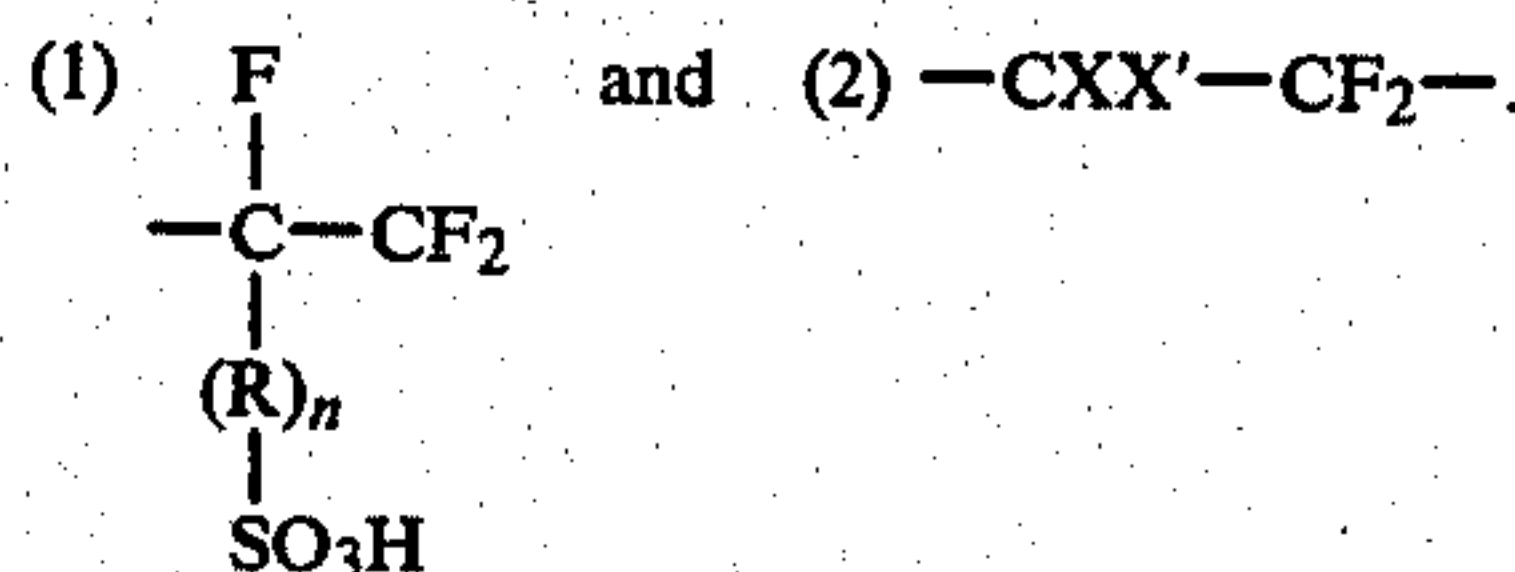 (1) F and (2) —CXX'—CF₂—.
—C—CF₂
(R)ₙ
SO₃H